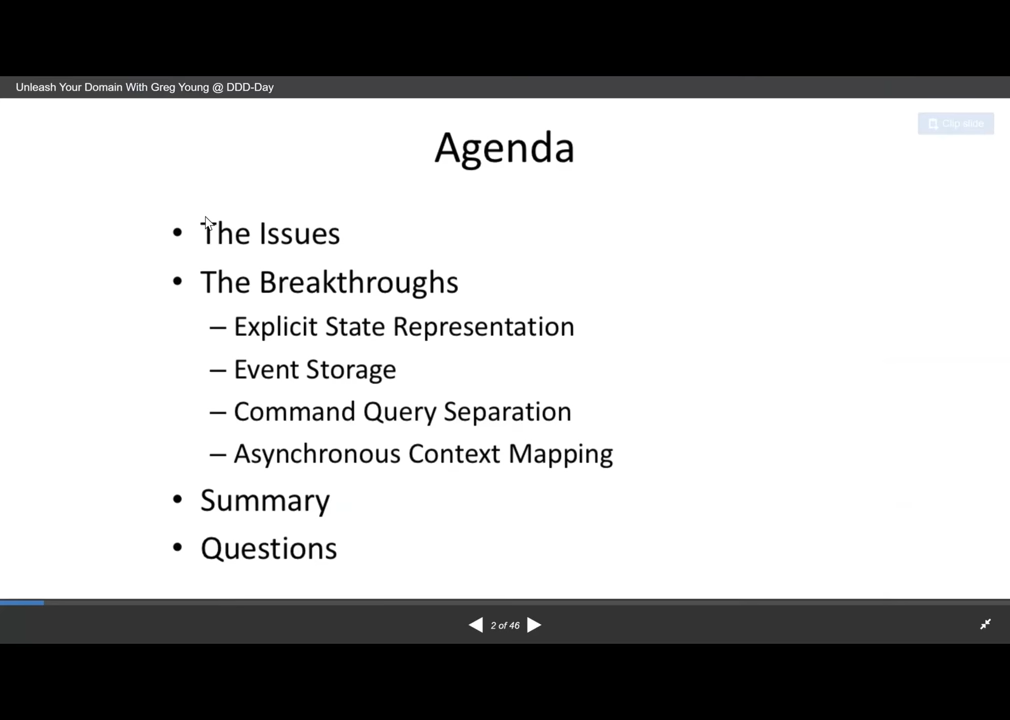 Unleash Your Domain With Greg Young @ DDD-Day
Clip slide
Agenda
• The Issues
• The Breakthroughs
– Explicit State Representation
– Event Storage
– Command Query Separation
– Asynchronous Context Mapping
• Summary
• Questions
2 of 46